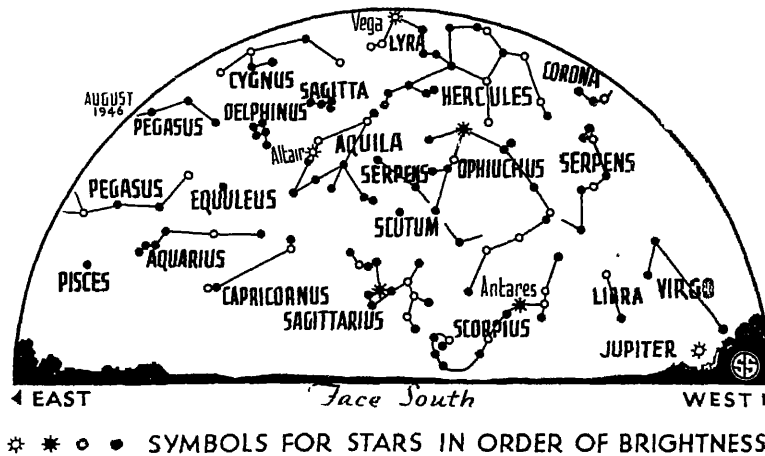 Vega
LYRA
CYGNUS
SAGITTA
CORONA
HERCULES
AUGUST
1946
PEGASUS
DELPHINUS
Altair
AQUILA
SERPENS
OPHIUCHUS
SERPENS
PEGASUS
EQUULEUS
SCUTUM
AQUARIUS
PISCES
CAPRICORNUS
SAGITTARIUS
Antares
SCORPIUS
LIBRA
VIRGO
JUPITER
SS
EAST
Face South
WEST
SYMBOLS FOR STARS IN ORDER OF BRIGHTNESS